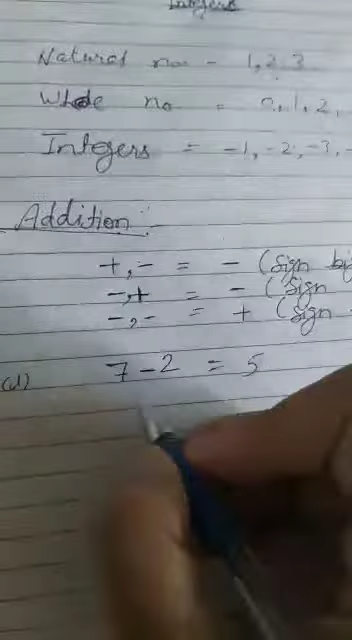 Integers
Natural no. - 1, 2, 3
Whole no = 0, 1, 2,
Integers = -1, -2, -3, -
Addition:
+, - = - (Sign
-, + = - (Sign
-, - = + (Sign
7 - 2 = 5